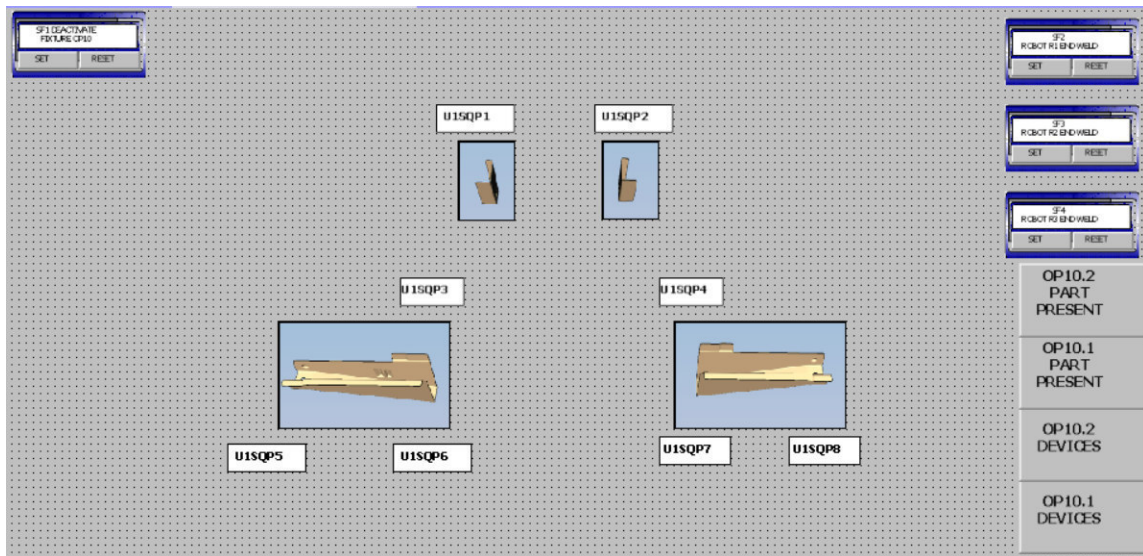 SF1 DEACTIVATE
FIXTURE OP10
SET RESET
SF2
ROBOT R1 END WELD
SET RESET
U1SQP1 U1SQP2
SF3
ROBOT R2 END WELD
SET RESET
SF4
ROBOT R3 END WELD
SET RESET
U1SQP3 U1SQP4
OP10.2
PART
PRESENT
OP10.1
PART
PRESENT
OP10.2
DEVICES
U1SQP5 U1SQP6 U1SQP7 U1SQP8
OP10.1
DEVICES